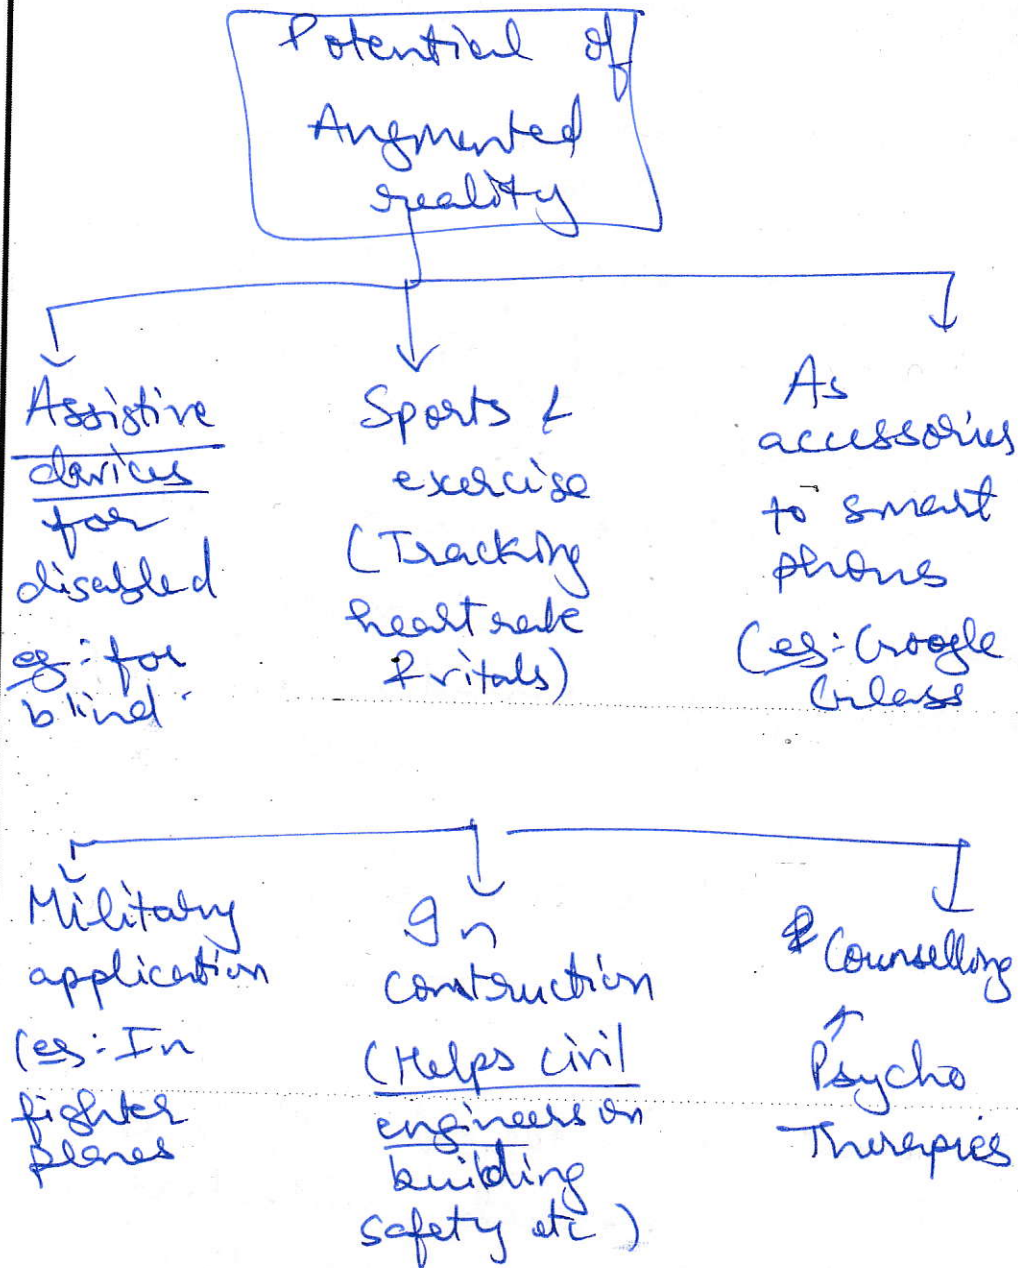 Potential of
Augmented
reality
Assistive
devices
for
disabled
eg: for
blind
Sports &
exercise
(Tracking
heart rate
& vitals)
As
accessories
to smart
phones
(eg: Google
Glass
Military
application
(eg: In
fighter
planes
In
construction
(Helps civil
engineers on
building
safety etc)
Counselling
Psycho
Therapies